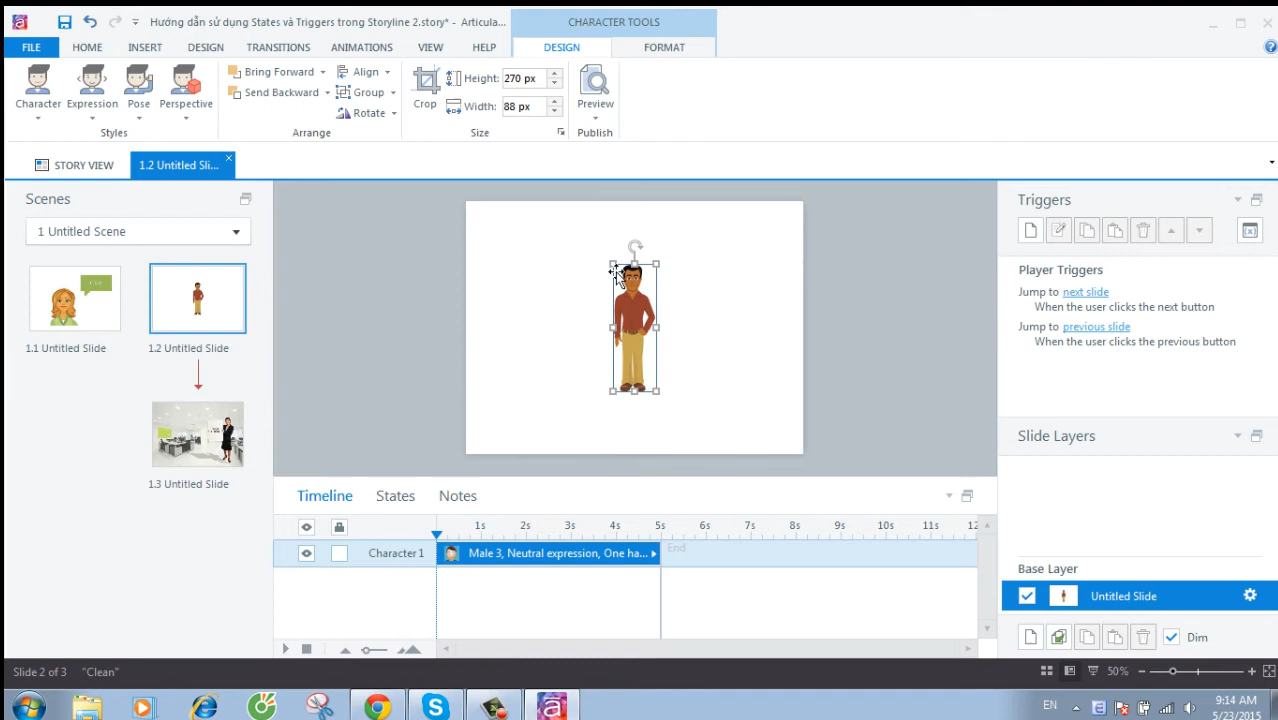 Hướng dẫn sử dụng States và Triggers trong Storyline 2.story* - Articula...
CHARACTER TOOLS
FILE HOME INSERT DESIGN TRANSITIONS ANIMATIONS VIEW HELP DESIGN FORMAT
Character Expression Pose Perspective
Styles
Bring Forward Align
Send Backward Group
Rotate
Arrange
Crop
Height: 270 px
Width: 88 px
Size
Preview
Publish
STORY VIEW 1.2 Untitled Sli...
Scenes
1 Untitled Scene
1.1 Untitled Slide 1.2 Untitled Slide
1.3 Untitled Slide
Triggers
Player Triggers
Jump to next slide
When the user clicks the next button
Jump to previous slide
When the user clicks the previous button
Slide Layers
Base Layer
Untitled Slide
Dim
Timeline States Notes
1s 2s 3s 4s 5s 6s 7s 8s 9s 10s 11s 12
Character 1 Male 3, Neutral expression, One ha... End
Slide 2 of 3 "Clean" 50%
EN 9:14 AM
5/23/2015